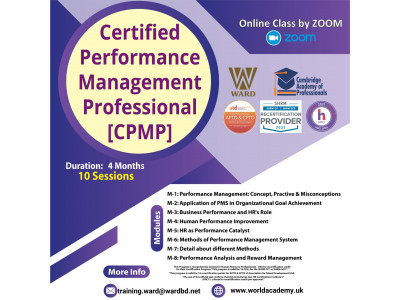 Online Class by ZOOM
zoom
Certified
Performance
Management
Professional
[CPMP]
WARD
Cambridge
Academy of
Professionals
RECERTIFICATION
PROVIDER
2021
Duration: 4 Months
10 Sessions
Modules
M-1: Performance Management: Concept, Practive & Misconceptions
M-2: Application of PMS in Organizational Goal Achievement
M-3: Business Performance and HR's Role
M-4: Human Performance Improvement
M-5: HR as Performance Catalyst
M-6: Methods of Performance Management System
M-7: Detail about different Methods
M-8: Performance Analysis and Reward Management
More Info
training.ward@wardbd.net
www.worldacademy.uk